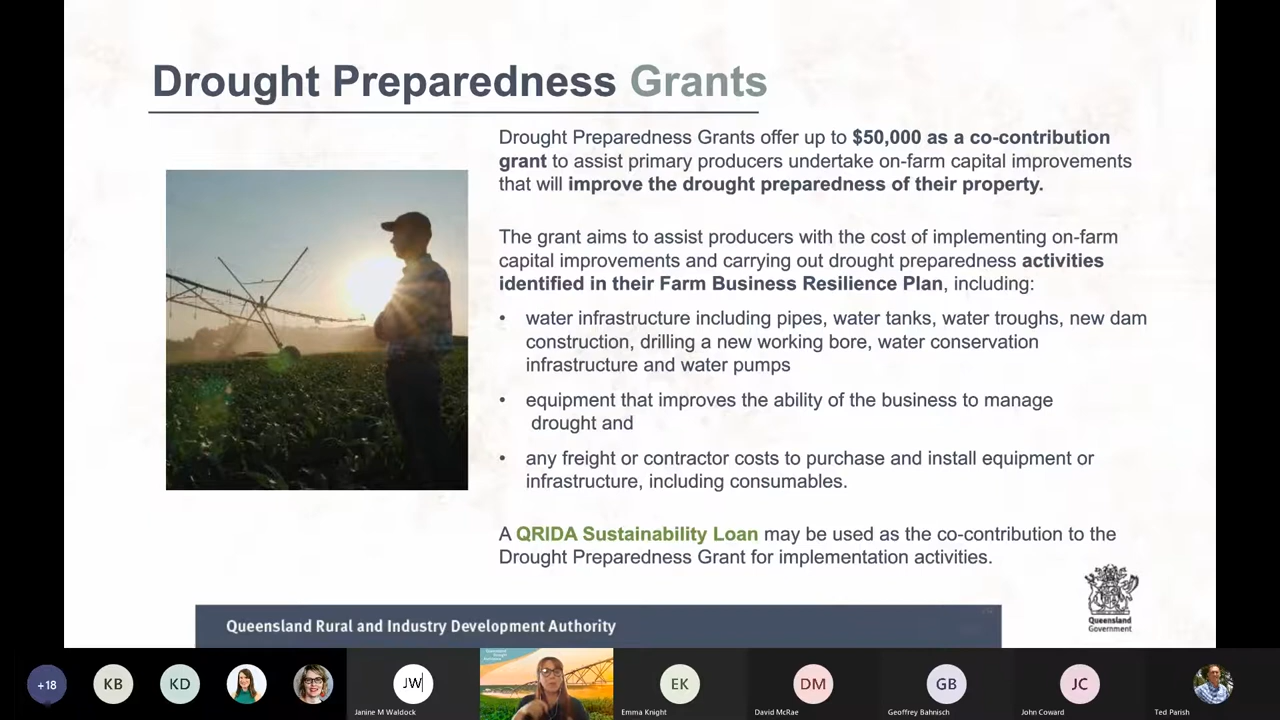 Drought Preparedness Grants
Drought Preparedness Grants offer up to $50,000 as a co-contribution
grant to assist primary producers undertake on-farm capital improvements
that will improve the drought preparedness of their property.
The grant aims to assist producers with the cost of implementing on-farm
capital improvements and carrying out drought preparedness activities
identified in their Farm Business Resilience Plan, including:
• water infrastructure including pipes, water tanks, water troughs, new dam
construction, drilling a new working bore, water conservation
infrastructure and water pumps
• equipment that improves the ability of the business to manage
drought and
• any freight or contractor costs to purchase and install equipment or
infrastructure, including consumables.
A QRIDA Sustainability Loan may be used as the co-contribution to the
Drought Preparedness Grant for implementation activities.
Queensland
Government
Queensland Rural and Industry Development Authority
+18
KB
KD
JW
Janine M Waldock
EK
Emma Knight
DM
David McRae
GB
Geoffrey Bahnisch
JC
John Coward
Ted Parish